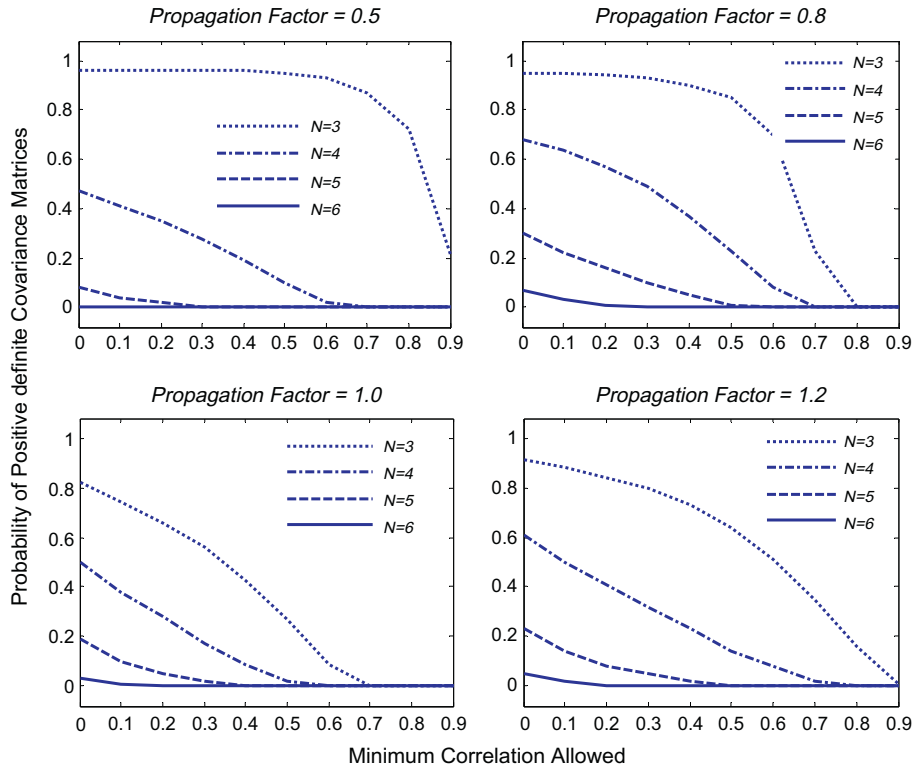 Propagation Factor = 0.5
1
0.8
0.6
0.4
0.2
0
N=3
N=4
N=5
N=6
0 0.1 0.2 0.3 0.4 0.5 0.6 0.7 0.8 0.9
Propagation Factor = 0.8
1
0.8
0.6
0.4
0.2
0
N=3
N=4
N=5
N=6
0 0.1 0.2 0.3 0.4 0.5 0.6 0.7 0.8 0.9
Probability of Positive definite Covariance Matrices
Propagation Factor = 1.0
1
0.8
0.6
0.4
0.2
0
N=3
N=4
N=5
N=6
0 0.1 0.2 0.3 0.4 0.5 0.6 0.7 0.8 0.9
Propagation Factor = 1.2
1
0.8
0.6
0.4
0.2
0
N=3
N=4
N=5
N=6
0 0.1 0.2 0.3 0.4 0.5 0.6 0.7 0.8 0.9
Minimum Correlation Allowed